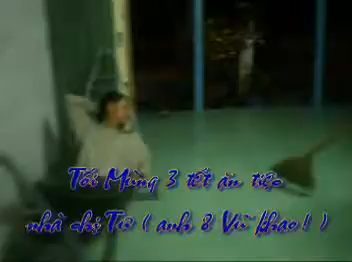 Tối Mùng 3 tết ăn tiệc
nhà chị Tư ( anh 8 Vũ khao ! )